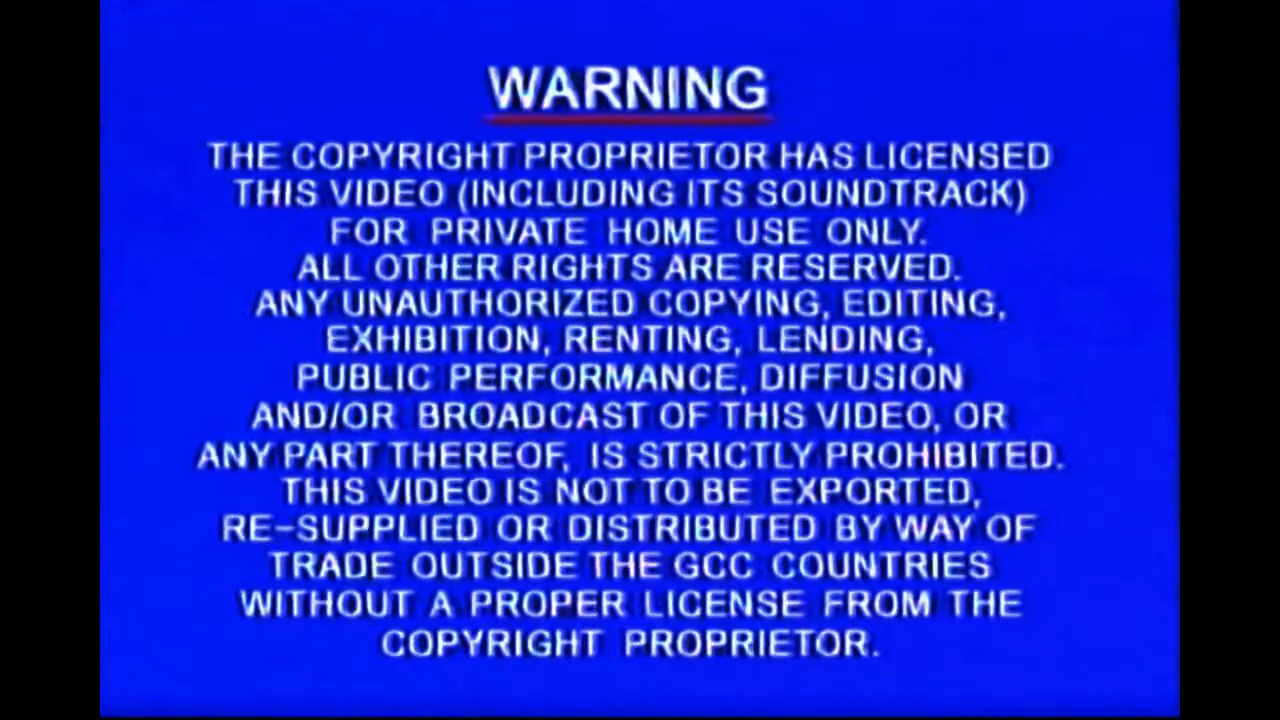 WARNING
THE COPYRIGHT PROPRIETOR HAS LICENSED
THIS VIDEO (INCLUDING ITS SOUNDTRACK)
FOR PRIVATE HOME USE ONLY.
ALL OTHER RIGHTS ARE RESERVED.
ANY UNAUTHORIZED COPYING, EDITING,
EXHIBITION, RENTING, LENDING,
PUBLIC PERFORMANCE, DIFFUSION
AND/OR BROADCAST OF THIS VIDEO, OR
ANY PART THEREOF, IS STRICTLY PROHIBITED.
THIS VIDEO IS NOT TO BE EXPORTED,
RE-SUPPLIED OR DISTRIBUTED BY WAY OF
TRADE OUTSIDE THE GCC COUNTRIES
WITHOUT A PROPER LICENSE FROM THE
COPYRIGHT PROPRIETOR.